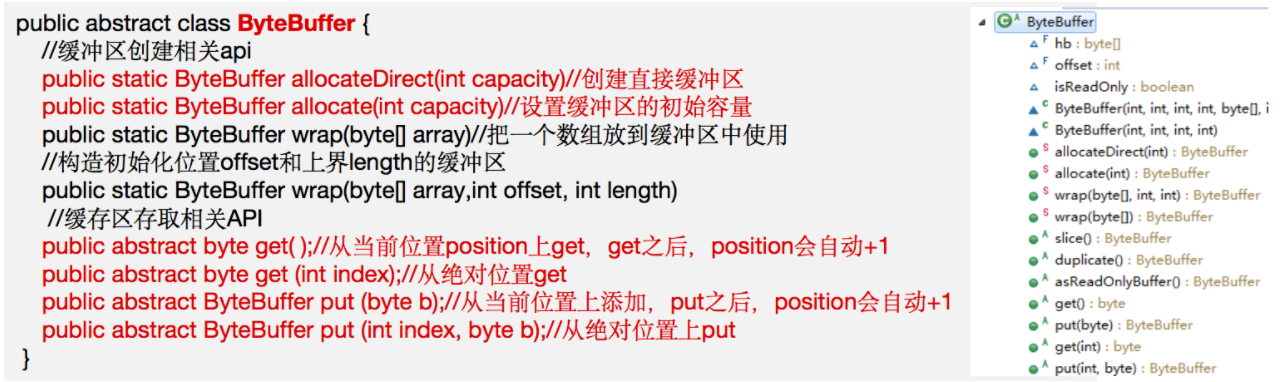 public abstract class ByteBuffer {
//缓冲区创建相关api
public static ByteBuffer allocateDirect(int capacity)//创建直接缓冲区
public static ByteBuffer allocate(int capacity)//设置缓冲区的初始容量
public static ByteBuffer wrap(byte[] array)//把一个数组放到缓冲区中使用
//构造初始化位置offset和上界length的缓冲区
public static ByteBuffer wrap(byte[] array,int offset, int length)
//缓存区存取相关API
public abstract byte get( );//从当前位置position上get，get之后，position会自动+1
public abstract byte get (int index);//从绝对位置get
public abstract ByteBuffer put (byte b);//从当前位置上添加，put之后，position会自动+1
public abstract ByteBuffer put (int index, byte b);//从绝对位置上put
}
C A ByteBuffer
F hb : byte[]
F offset : int
isReadOnly : boolean
C ByteBuffer(int, int, int, int, byte[], i
C ByteBuffer(int, int, int, int)
S allocateDirect(int) : ByteBuffer
S allocate(int) : ByteBuffer
S wrap(byte[], int, int) : ByteBuffer
S wrap(byte[]) : ByteBuffer
A slice() : ByteBuffer
A duplicate() : ByteBuffer
A asReadOnlyBuffer() : ByteBuffer
A get() : byte
A put(byte) : ByteBuffer
A get(int) : byte
A put(int, byte) : ByteBuffer